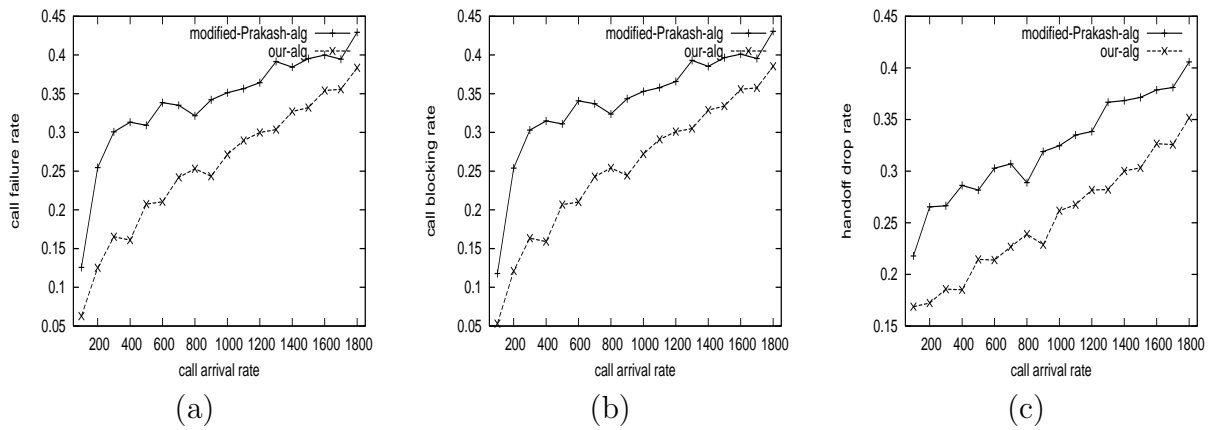 0.45
0.4
0.35
0.3
0.25
0.2
0.15
0.1
0.05
200 400 600 800 1000 1200 1400 1600 1800
call failure rate
call arrival rate
modified-Prakash-alg
our-alg
(a)
0.45
0.4
0.35
0.3
0.25
0.2
0.15
0.1
0.05
200 400 600 800 1000 1200 1400 1600 1800
call blocking rate
call arrival rate
modified-Prakash-alg
our-alg
(b)
0.45
0.4
0.35
0.3
0.25
0.2
0.15
200 400 600 800 1000 1200 1400 1600 1800
handoff drop rate
call arrival rate
modified-Prakash-alg
our-alg
(c)